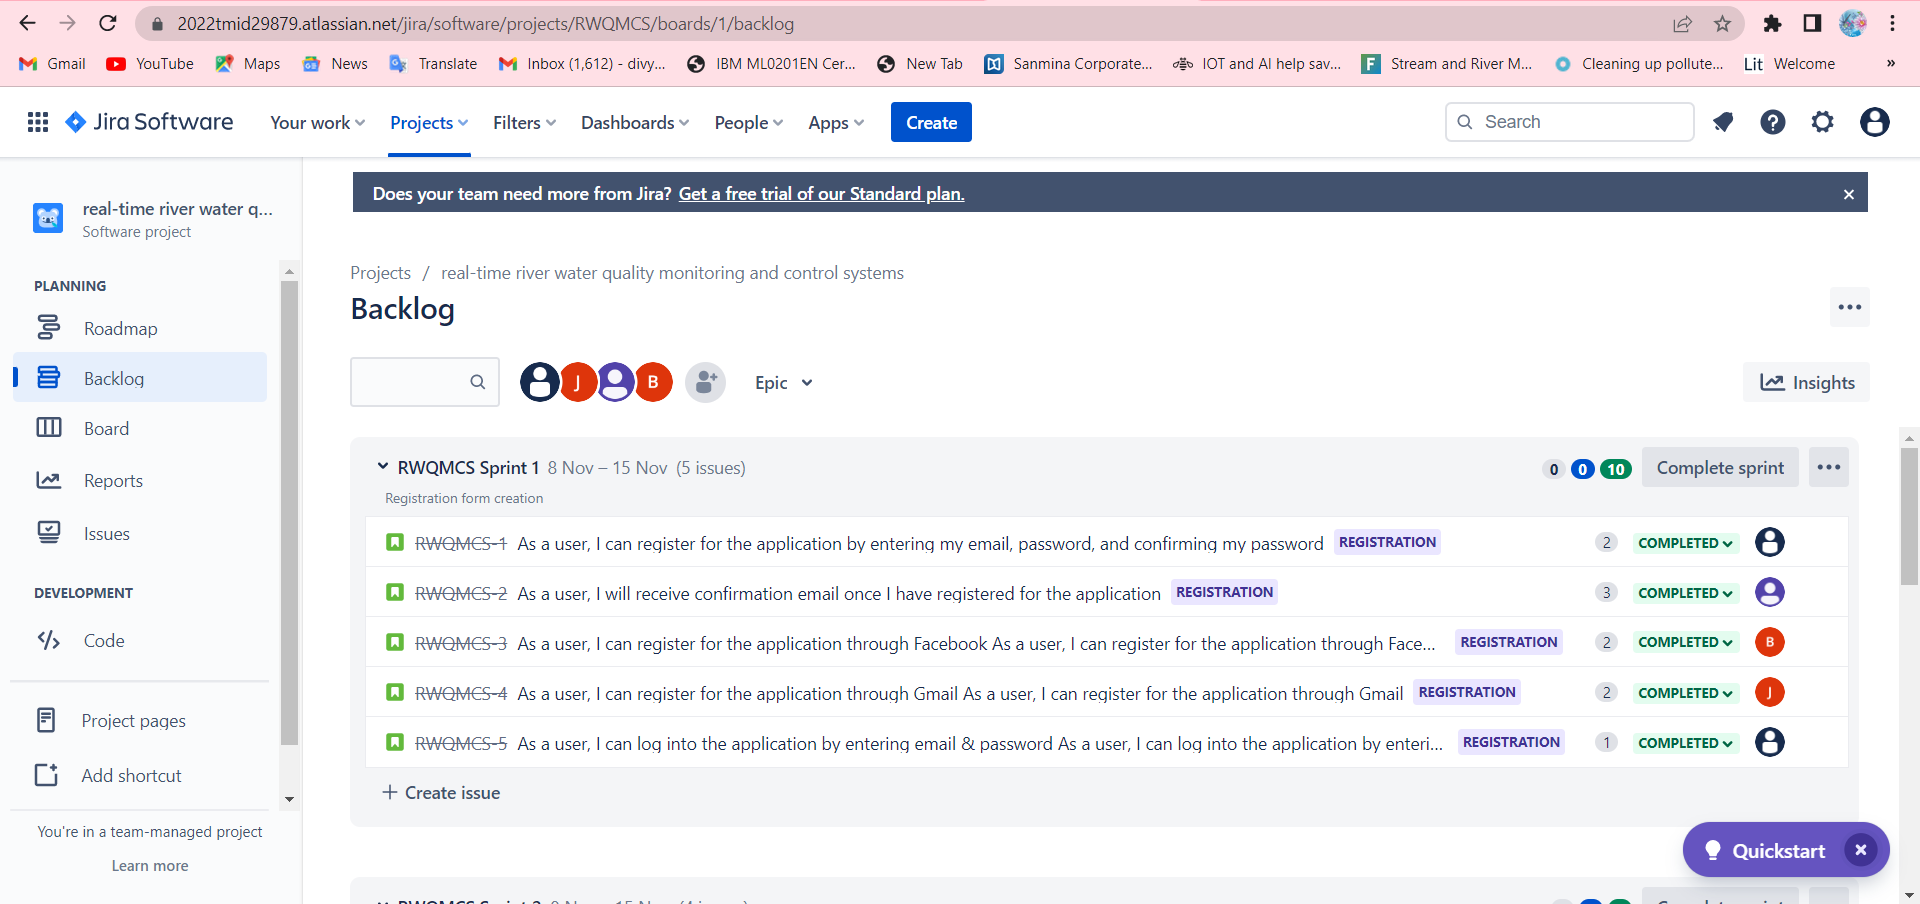 2022tmid29879.atlassian.net/jira/software/projects/RWQMCS/boards/1/backlog
Gmail YouTube Maps News Translate Inbox (1,612) - divy... IBM ML0201EN Cer... New Tab Sanmina Corporate... IOT and AI help sav... Stream and River M... Cleaning up pollute... Lit Welcome »
Jira Software Your work Projects Filters Dashboards People Apps Create Search
Does your team need more from Jira? Get a free trial of our Standard plan.
real-time river water q...
Software project
PLANNING
Roadmap
Backlog
Board
Reports
Issues
DEVELOPMENT
Code
Project pages
Add shortcut
You're in a team-managed project
Learn more
Projects / real-time river water quality monitoring and control systems
Backlog
J B Epic Insights
RWQMCS Sprint 1 8 Nov – 15 Nov (5 issues) 0 0 10 Complete sprint
Registration form creation
RWQMCS-1 As a user, I can register for the application by entering my email, password, and confirming my password REGISTRATION 2 COMPLETED
RWQMCS-2 As a user, I will receive confirmation email once I have registered for the application REGISTRATION 3 COMPLETED
RWQMCS-3 As a user, I can register for the application through Facebook As a user, I can register for the application through Face... REGISTRATION 2 COMPLETED B
RWQMCS-4 As a user, I can register for the application through Gmail As a user, I can register for the application through Gmail REGISTRATION 2 COMPLETED J
RWQMCS-5 As a user, I can log into the application by entering email & password As a user, I can log into the application by enteri... REGISTRATION 1 COMPLETED
+ Create issue
Quickstart